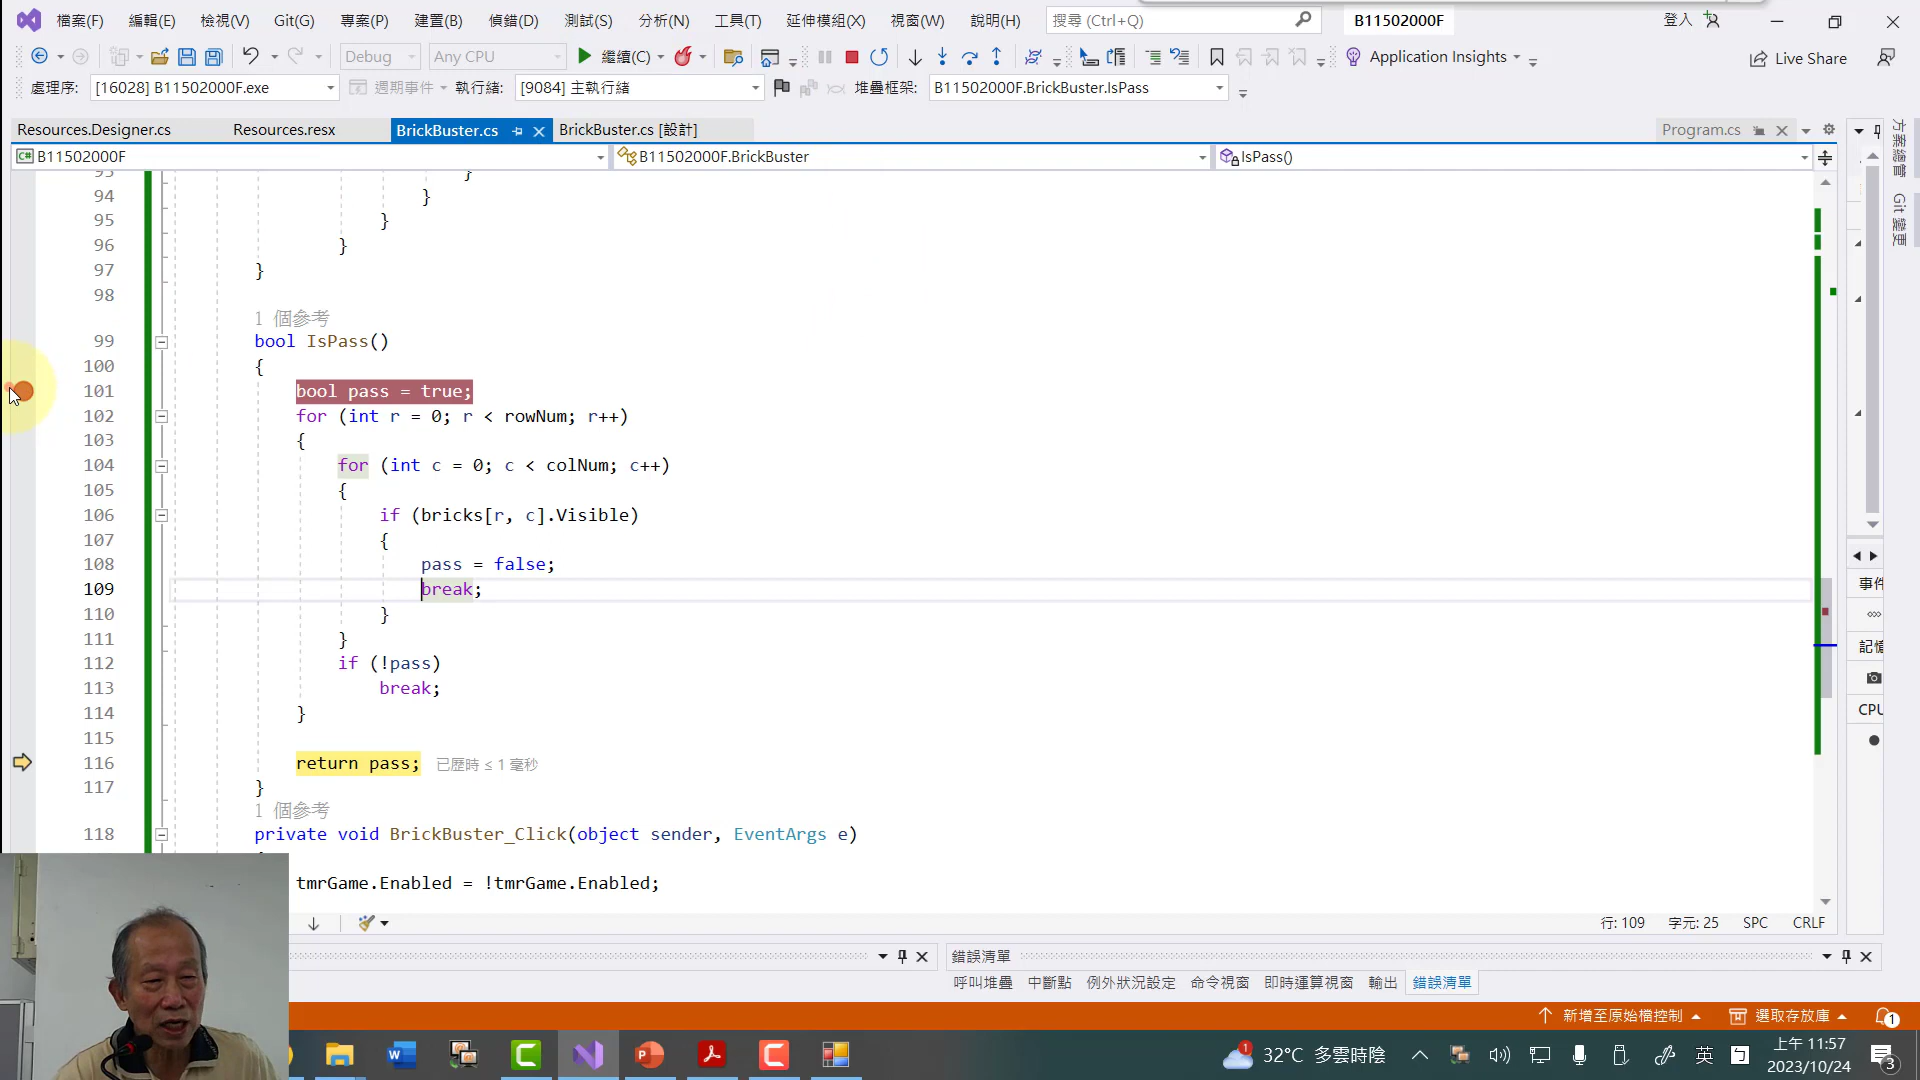 檔案(F) 編輯(E) 檢視(V) Git(G) 專案(P) 建置(B) 偵錯(D) 測試(S) 分析(N) 工具(T) 延伸模組(X) 視窗(W) 說明(H) 搜尋 (Ctrl+Q) B11502000F 登入
Debug Any CPU 繼續(C) Application Insights Live Share
處理序: [16028] B11502000F.exe 週期事件 執行緒: [9084] 主執行緒 堆疊框架: B11502000F.BrickBuster.IsPass
Resources.Designer.cs Resources.resx BrickBuster.cs BrickBuster.cs [設計] Program.cs
B11502000F B11502000F.BrickBuster IsPass()
方案總管
Git 變更
93 }
94 }
95 }
96 }
97 }
98
1 個參考
99 bool IsPass()
100 {
101 bool pass = true;
102 for (int r = 0; r < rowNum; r++)
103 {
104 for (int c = 0; c < colNum; c++)
105 {
106 if (bricks[r, c].Visible)
107 {
108 pass = false;
109 break;
110 }
111 }
112 if (!pass)
113 break;
114 }
115
116 return pass; 已歷時 ≤ 1 毫秒
117 }
1 個參考
118 private void BrickBuster_Click(object sender, EventArgs e)
tmrGame.Enabled = !tmrGame.Enabled;
事件
記憶
CPU
行: 109 字元: 25 SPC CRLF
錯誤清單
呼叫堆疊 中斷點 例外狀況設定 命令視窗 即時運算視窗 輸出 錯誤清單
新增至原始檔控制 選取存放庫 1
1 32°C 多雲時陰 英 上午 11:57
2023/10/24 3